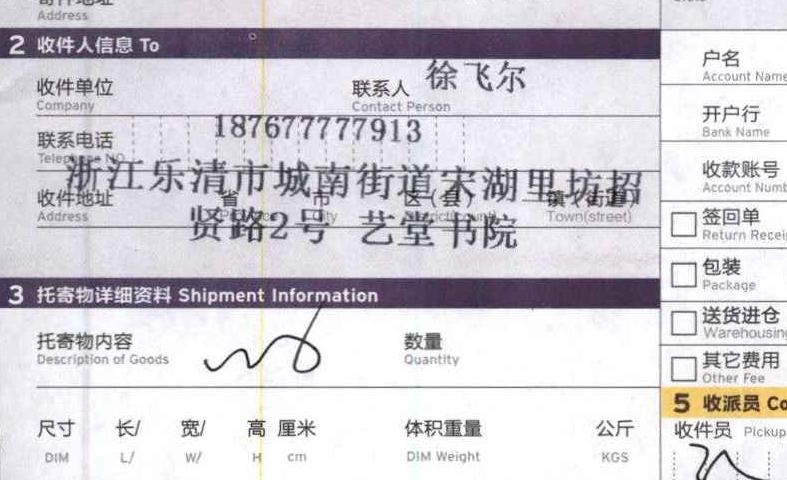 寄件地址
Address
2 收件人信息 To
收件单位 联系人 徐飞尔
Company Contact Person
联系电话 187677777913
Telephone NO.
浙江乐清市城南街道宋湖里坊招
收件地址 省 市 区(县) 镇(街道)
Address City District(county) Town(street)
贤路2号 艺堂书院
3 托寄物详细资料 Shipment Information
托寄物内容 数量
Description of Goods Quantity
尺寸 长/ 宽/ 高 厘米 体积重量 公斤
DIM L/ W/ H cm DIM Weight KGS
户名
Account Name
开户行
Bank Name
收款账号
Account Numb
签回单
Return Recei
包装
Package
送货进仓
Warehousing
其它费用
Other Fee
5 收派员 Co
收件员 Pickup